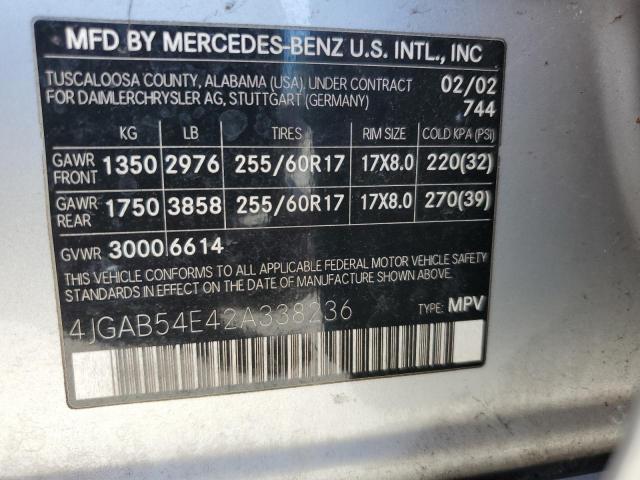 MFD BY MERCEDES-BENZ U.S. INTL., INC
TUSCALOOSA COUNTY, ALABAMA (USA), UNDER CONTRACT 02/02
FOR DAIMLERCHRYSLER AG, STUTTGART (GERMANY) 744
KG LB TIRES RIM SIZE COLD KPA (PSI)
GAWR FRONT 1350 2976 255/60R17 17X8.0 220(32)
GAWR REAR 1750 3858 255/60R17 17X8.0 270(39)
GVWR 3000 6614
THIS VEHICLE CONFORMS TO ALL APPLICABLE FEDERAL MOTOR VEHICLE SAFETY
STANDARDS IN EFFECT ON THE DATE OF MANUFACTURE SHOWN ABOVE.
4JGAB54E42A338236 TYPE: MPV